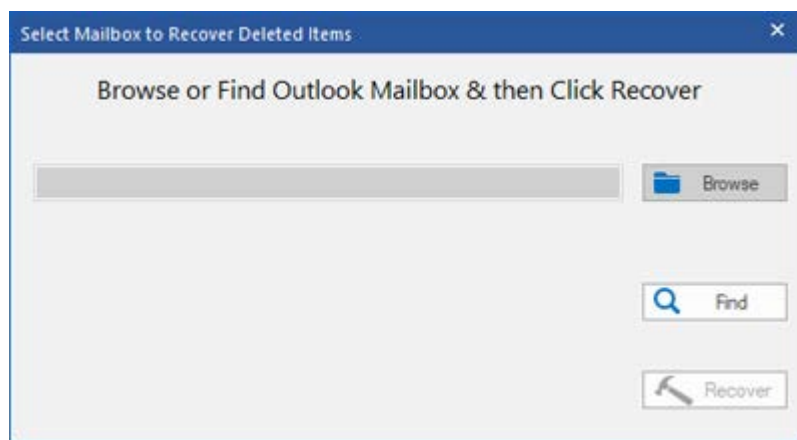 Select Mailbox to Recover Deleted Items
Browse or Find Outlook Mailbox & then Click Recover
Browse
Find
Recover